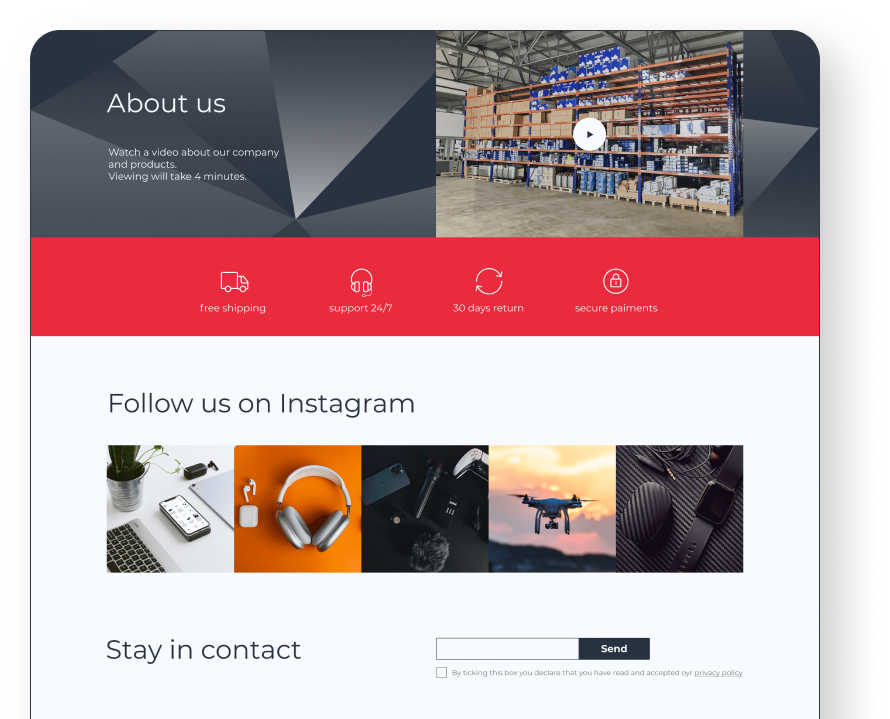 About us
Watch a video about our company
and products.
Viewing will take 4 minutes.
free shipping
support 24/7
30 days return
secure paiments
Follow us on Instagram
Stay in contact
Send
By ticking this box you declare that you have read and accepted oyr privacy policy